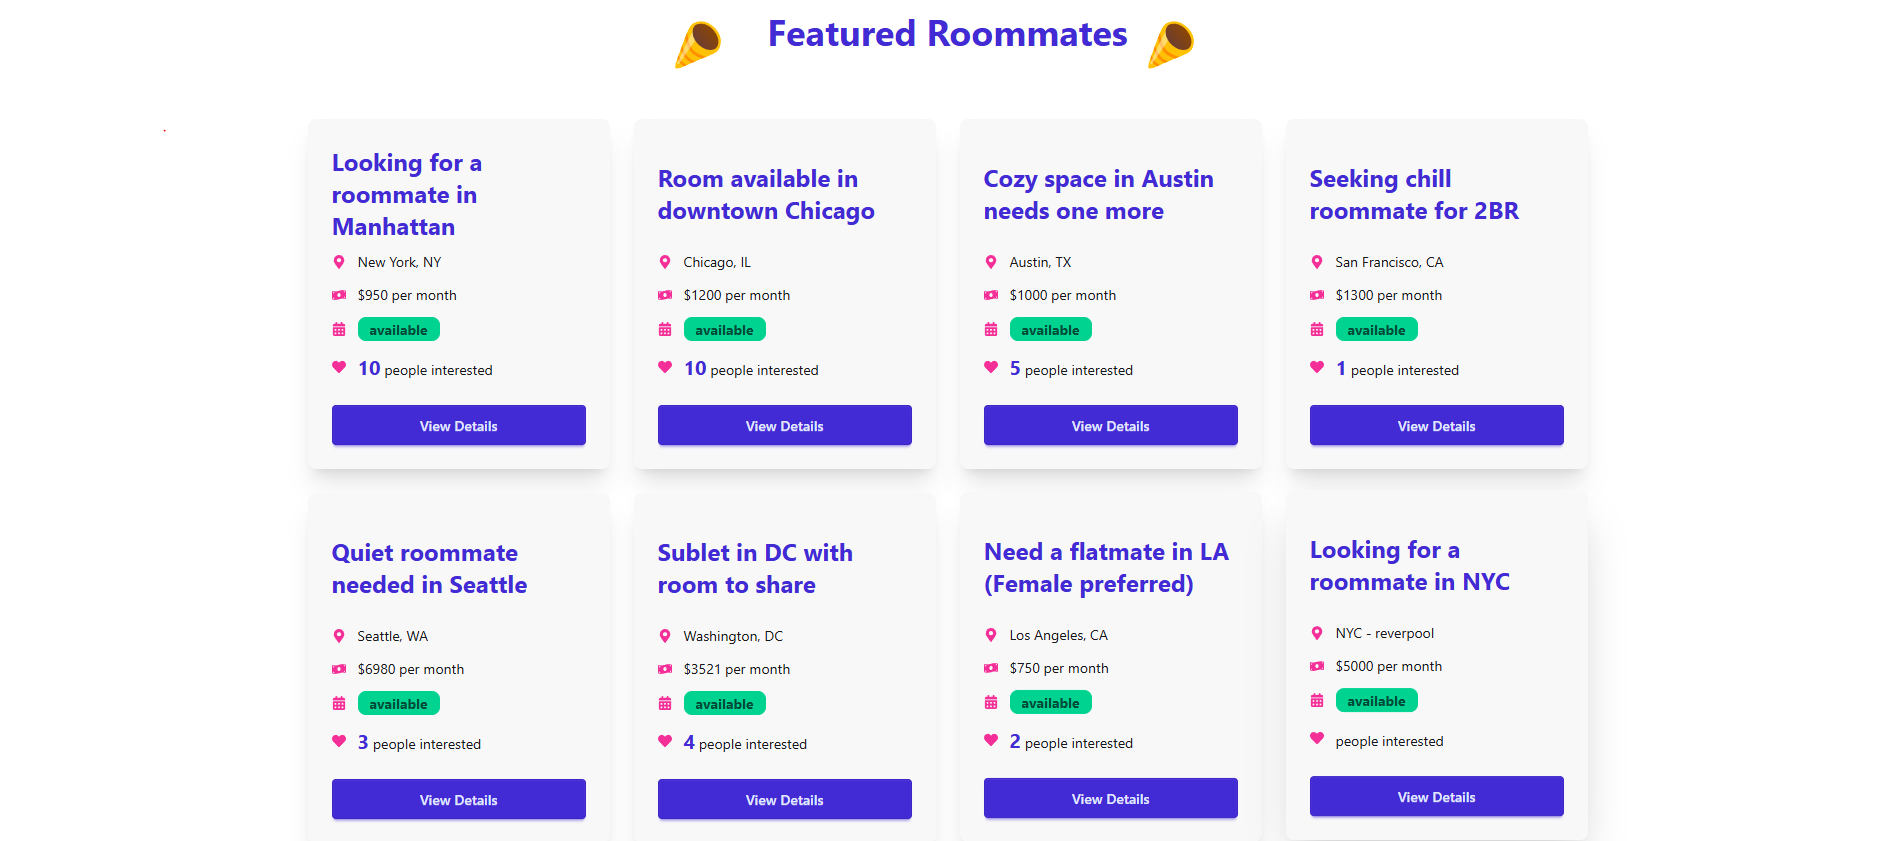 Featured Roommates
Looking for a
roommate in
Manhattan
New York, NY
$950 per month
available
10 people interested
View Details
Room available in
downtown Chicago
Chicago, IL
$1200 per month
available
10 people interested
View Details
Cozy space in Austin
needs one more
Austin, TX
$1000 per month
available
5 people interested
View Details
Seeking chill
roommate for 2BR
San Francisco, CA
$1300 per month
available
1 people interested
View Details
Quiet roommate
needed in Seattle
Seattle, WA
$6980 per month
available
3 people interested
View Details
Sublet in DC with
room to share
Washington, DC
$3521 per month
available
4 people interested
View Details
Need a flatmate in LA
(Female preferred)
Los Angeles, CA
$750 per month
available
2 people interested
View Details
Looking for a
roommate in NYC
NYC - reverpool
$5000 per month
available
people interested
View Details